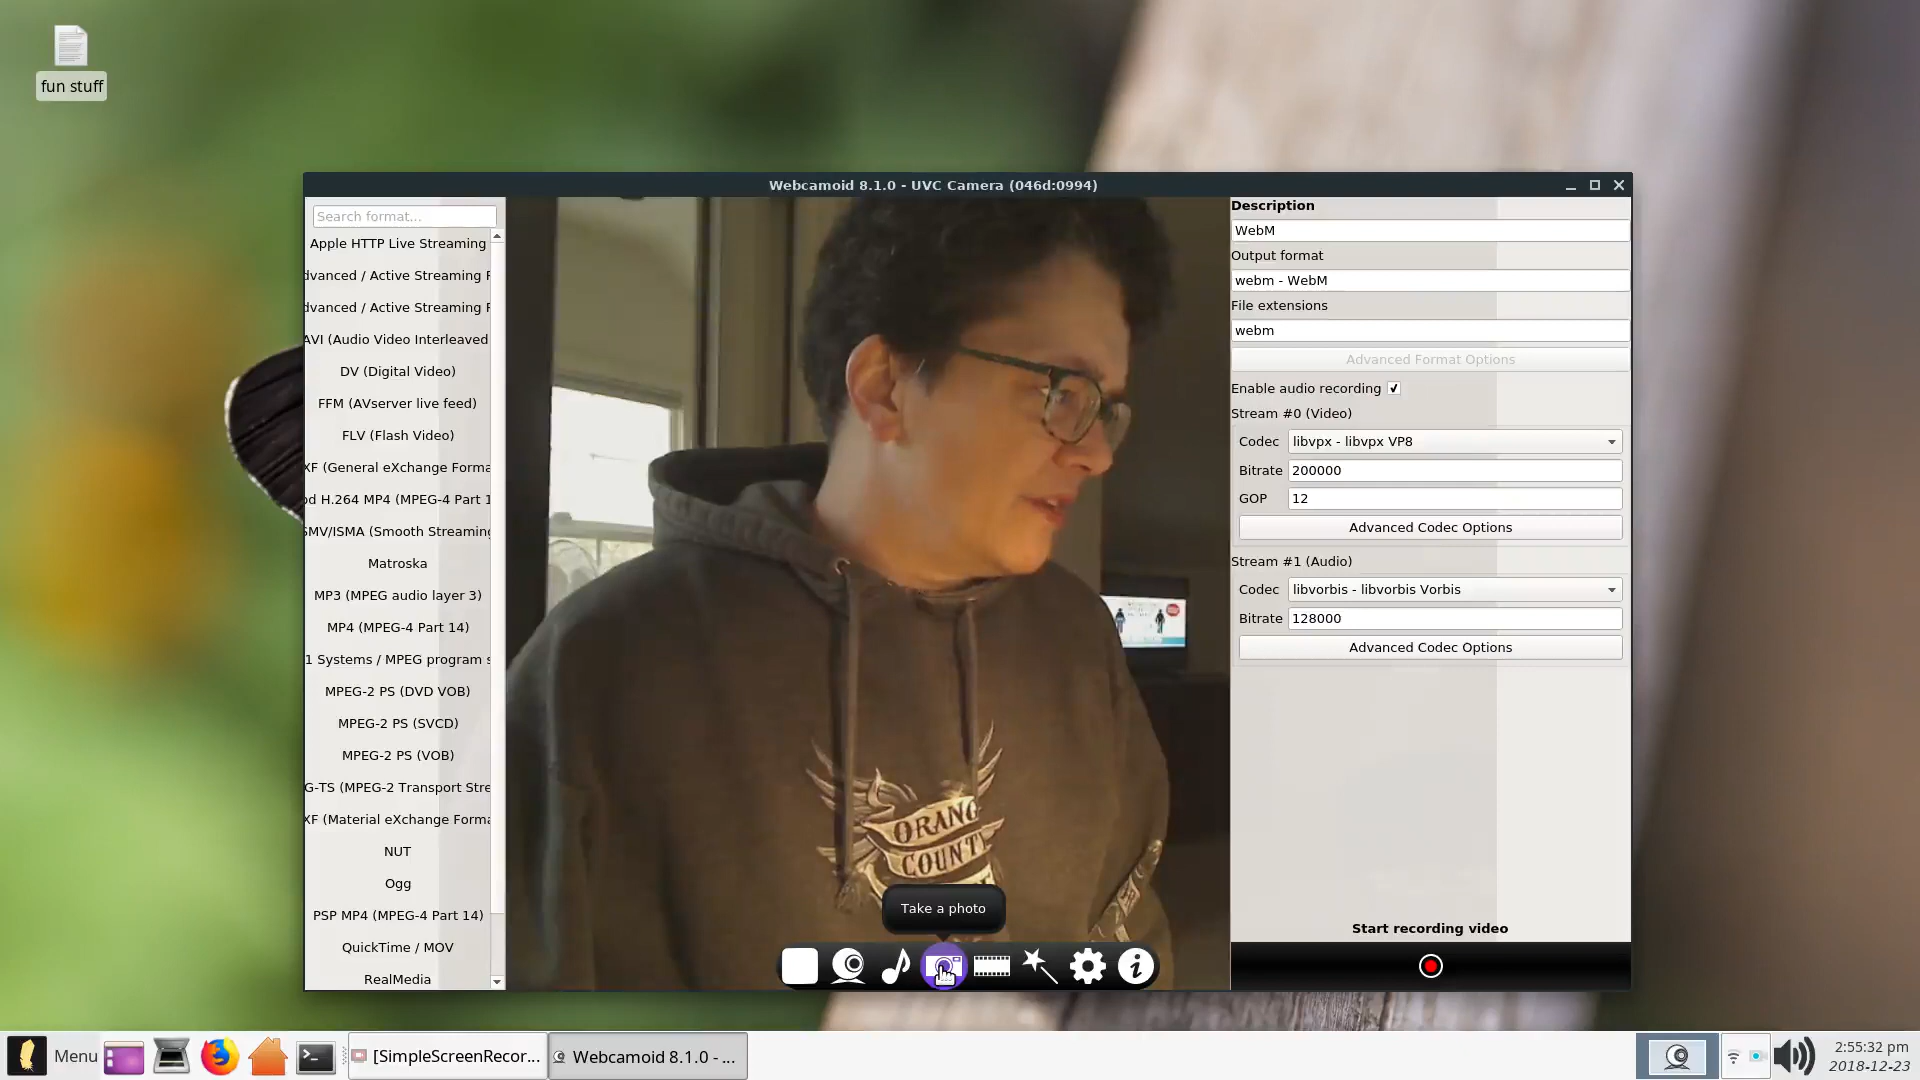 fun stuff
Webcamoid 8.1.0 - UVC Camera (046d:0994)
Search format...
Apple HTTP Live Streaming
dvanced / Active Streaming F
dvanced / Active Streaming F
AVI (Audio Video Interleaved
DV (Digital Video)
FFM (AVserver live feed)
FLV (Flash Video)
XF (General eXchange Forma
od H.264 MP4 (MPEG-4 Part 1
SMV/ISMA (Smooth Streaming
Matroska
MP3 (MPEG audio layer 3)
MP4 (MPEG-4 Part 14)
1 Systems / MPEG program s
MPEG-2 PS (DVD VOB)
MPEG-2 PS (SVCD)
MPEG-2 PS (VOB)
G-TS (MPEG-2 Transport Stre
XF (Material eXchange Forma
NUT
Ogg
PSP MP4 (MPEG-4 Part 14)
QuickTime / MOV
RealMedia
ORANG
COUNT
Take a photo
Description
WebM
Output format
webm - WebM
File extensions
webm
Advanced Format Options
Enable audio recording
Stream #0 (Video)
Codec libvpx - libvpx VP8
Bitrate 200000
GOP 12
Advanced Codec Options
Stream #1 (Audio)
Codec libvorbis - libvorbis Vorbis
Bitrate 128000
Advanced Codec Options
Start recording video
Menu
[SimpleScreenRecor...
Webcamoid 8.1.0 - ...
2:55:32 pm
2018-12-23